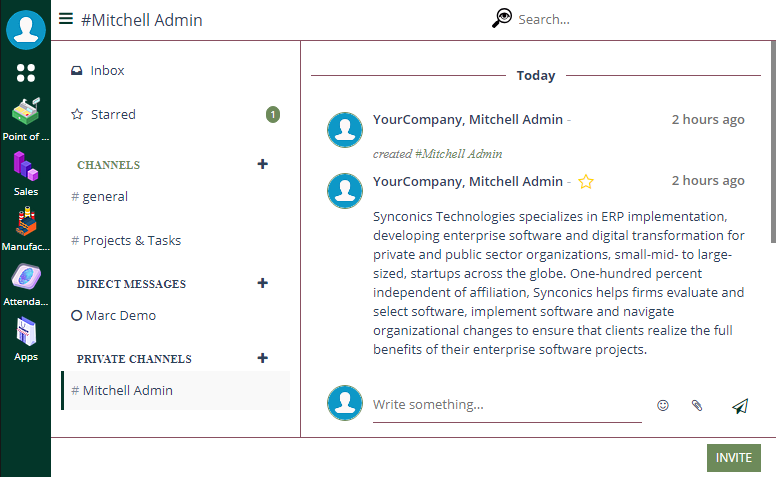 #Mitchell Admin
Search...
Point of ...
Sales
Manufac...
Attenda...
Apps
Inbox
Starred
1
CHANNELS
# general
# Projects & Tasks
DIRECT MESSAGES
Marc Demo
PRIVATE CHANNELS
# Mitchell Admin
Today
YourCompany, Mitchell Admin - 2 hours ago
created #Mitchell Admin
YourCompany, Mitchell Admin - 2 hours ago
Synconics Technologies specializes in ERP implementation,
developing enterprise software and digital transformation for
private and public sector organizations, small-mid- to large-
sized, startups across the globe. One-hundred percent
independent of affiliation, Synconics helps firms evaluate and
select software, implement software and navigate
organizational changes to ensure that clients realize the full
benefits of their enterprise software projects.
Write something...
INVITE